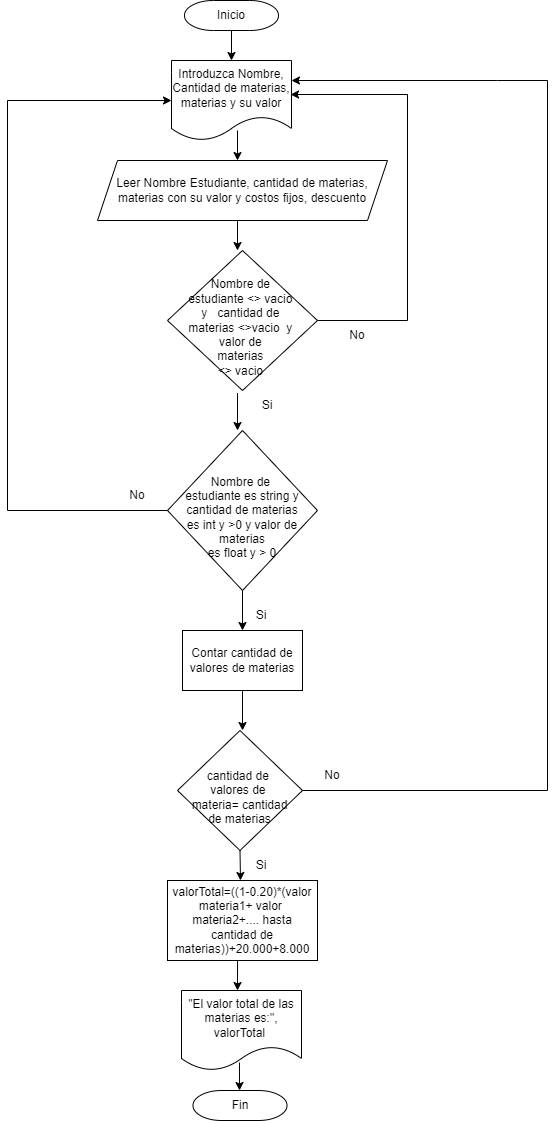 Inicio
Introduzca Nombre,
Cantidad de materias,
materias y su valor
Leer Nombre Estudiante, cantidad de materias,
materias con su valor y costos fijos, descuento
Nombre de
estudiante <> vacio
y cantidad de
materias <>vacio y
valor de
materias
<> vacio
No
Si
Nombre de
estudiante es string y
cantidad de materias
es int y >0 y valor de
materias
es float y > 0
No
Si
Contar cantidad de
valores de materias
cantidad de
valores de
materia= cantidad
de materias
No
Si
valorTotal=((1-0.20)*(valor
materia1+ valor
materia2+.... hasta
cantidad de
materias))+20.000+8.000
"El valor total de las
materias es:",
valorTotal
Fin